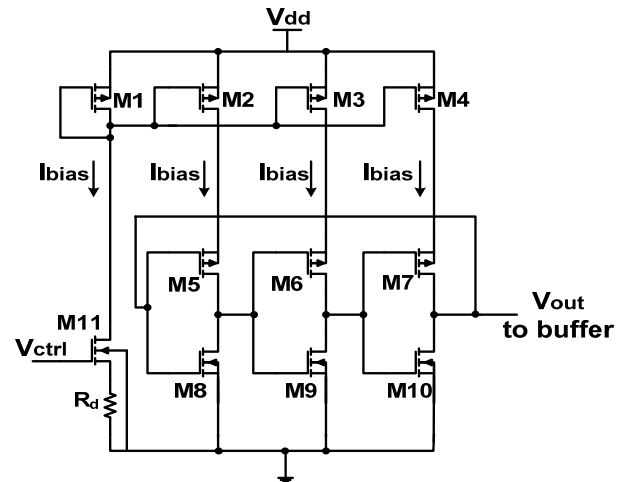 Vdd
M1 M2 M3 M4
Ibias Ibias Ibias Ibias
M5 M6 M7
M11
Vctrl
Vout
to buffer
Rd
M8 M9 M10